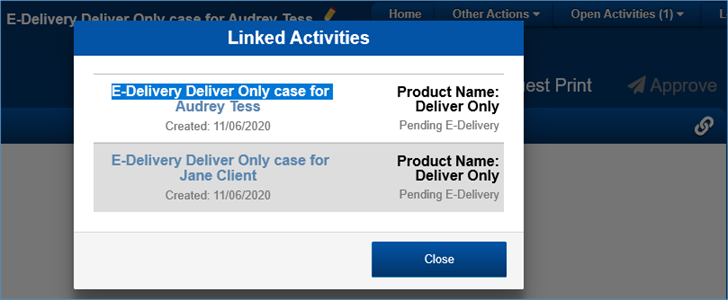 E-Delivery Deliver Only case for Audrey Tess
Home
Other Actions
Open Activities (1)
Linked Activities
E-Delivery Deliver Only case for
Audrey Tess
Created: 11/06/2020
Product Name:
Deliver Only
Pending E-Delivery
E-Delivery Deliver Only case for
Jane Client
Created: 11/06/2020
Product Name:
Deliver Only
Pending E-Delivery
Print
Approve
Close